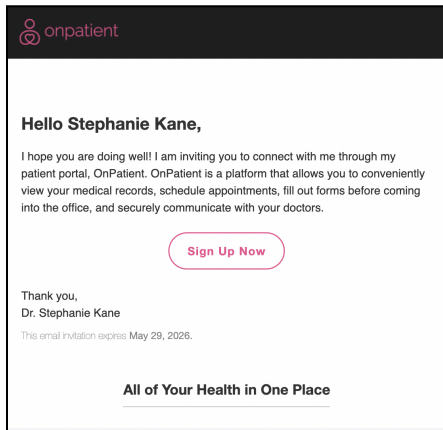 onpatient
Hello Stephanie Kane,
I hope you are doing well! I am inviting you to connect with me through my
patient portal, OnPatient. OnPatient is a platform that allows you to conveniently
view your medical records, schedule appointments, fill out forms before coming
into the office, and securely communicate with your doctors.
Sign Up Now
Thank you,
Dr. Stephanie Kane
This email invitation expires May 29, 2026.
All of Your Health in One Place